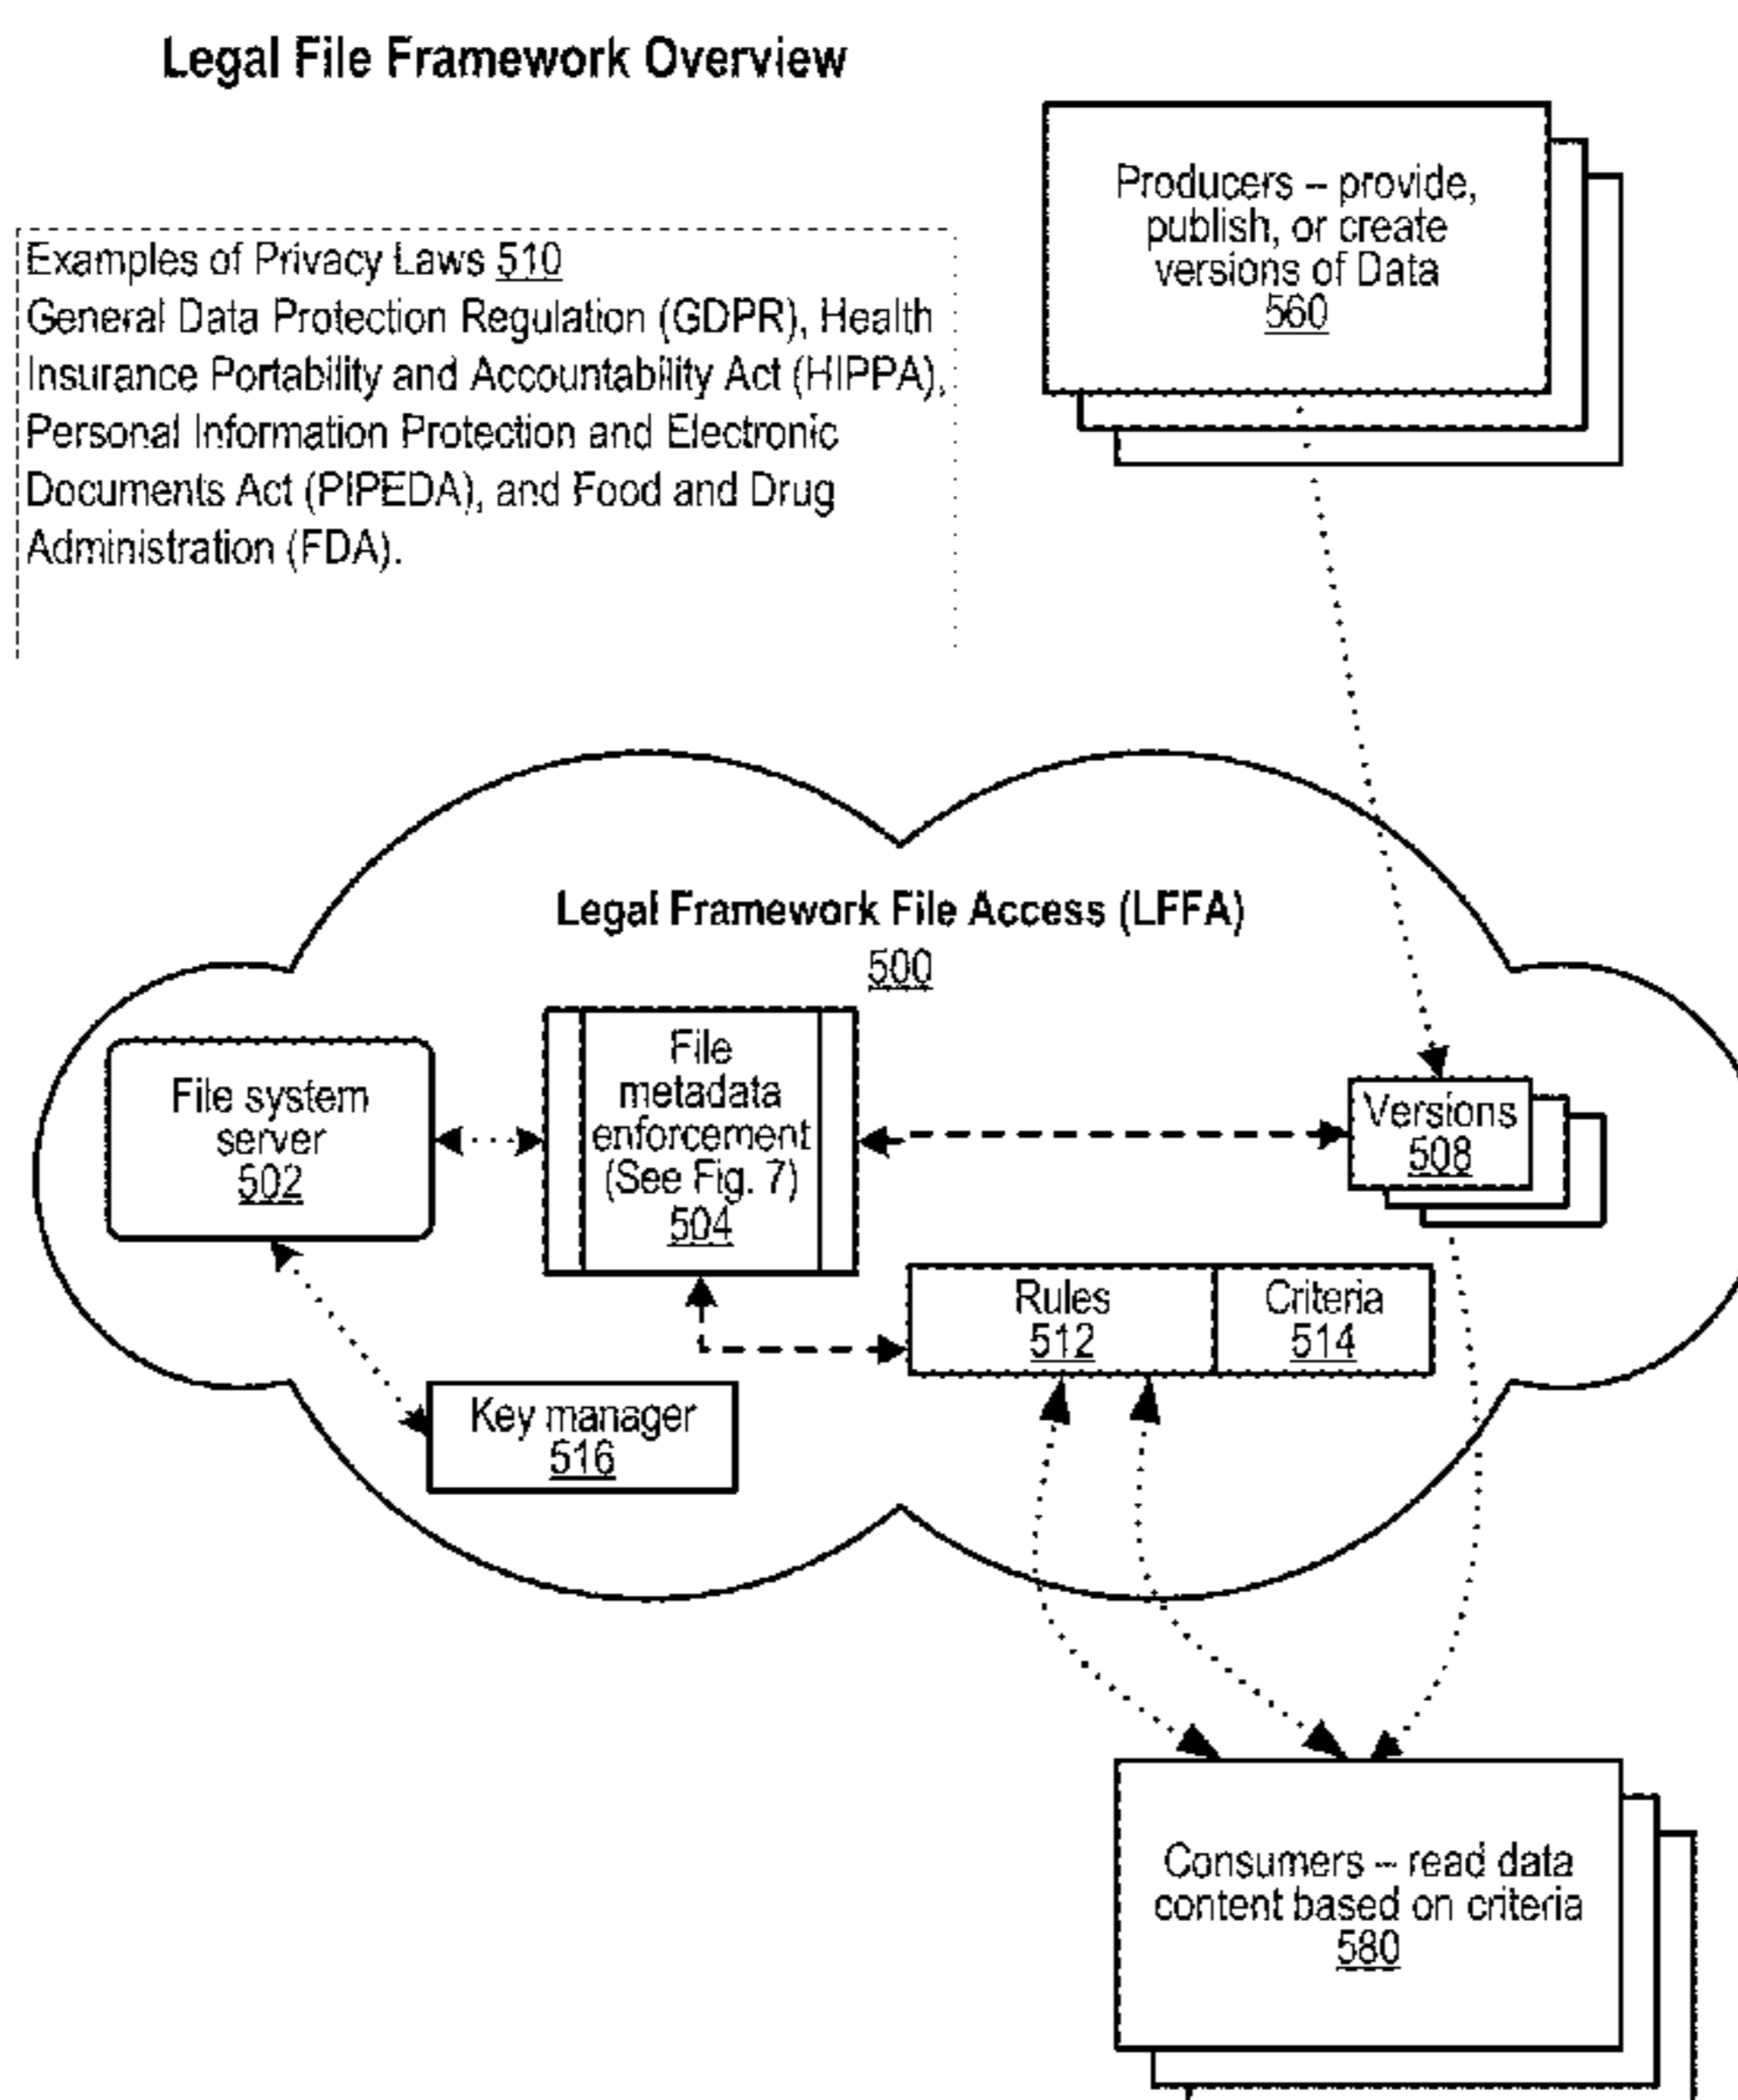 Legal File Framework Overview
Examples of Privacy Laws 510
General Data Protection Regulation (GDPR), Health
Insurance Portability and Accountability Act (HIPPA),
Personal Information Protection and Electronic
Documents Act (PIPEDA), and Food and Drug
Administration (FDA).
Producers – provide,
publish, or create
versions of Data
560
Legal Framework File Access (LFFA)
500
File system
server
502
File
metadata
enforcement
(See Fig. 7)
504
Versions
508
Rules
512
Criteria
514
Key manager
516
Consumers – read data
content based on criteria
580